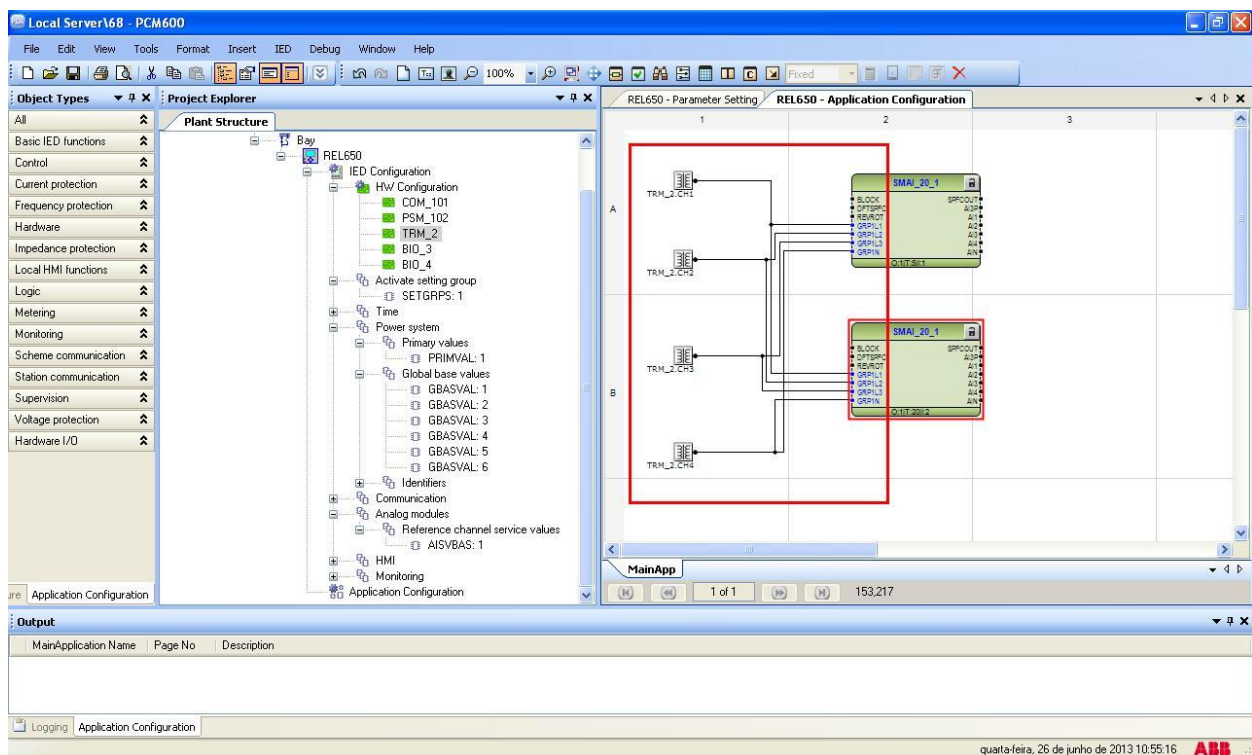 Local Server\68 - PCM600
File Edit View Tools Format Insert IED Debug Window Help
100% Fixed
Object Types
All
Basic IED functions
Control
Current protection
Frequency protection
Hardware
Impedance protection
Local HMI functions
Logic
Metering
Monitoring
Scheme communication
Station communication
Supervision
Voltage protection
Hardware I/O
ure Application Configuration
Project Explorer
Plant Structure
Bay
REL650
IED Configuration
HW Configuration
COM_101
PSM_102
TRM_2
BIO_3
BIO_4
Activate setting group
SETGRPS: 1
Time
Power system
Primary values
PRIMVAL: 1
Global base values
GBASVAL: 1
GBASVAL: 2
GBASVAL: 3
GBASVAL: 4
GBASVAL: 5
GBASVAL: 6
Identifiers
Communication
Analog modules
Reference channel service values
AISVBAS: 1
HMI
Monitoring
Application Configuration
REL650 - Parameter Setting REL650 - Application Configuration
1 2 3
A
B
TRM_2.CH1
TRM_2.CH2
TRM_2.CH3
TRM_2.CH4
SMAI_20_1
BLOCK SPFCOUT
DFTSPFC AI3P
REVROT AI1
GRP1L1 AI2
GRP1L2 AI3
GRP1L3 AI4
GRP1N AIN
O:1|T:5|I:1
SMAI_20_1
BLOCK SPFCOUT
DFTSPFC AI3P
REVROT AI1
GRP1L1 AI2
GRP1L2 AI3
GRP1L3 AI4
GRP1N AIN
O:1|T:20|I:2
MainApp
1 of 1 153,217
Output
MainApplication Name Page No Description
Logging Application Configuration
quarta-feira, 26 de junho de 2013 10:55:16 ABB